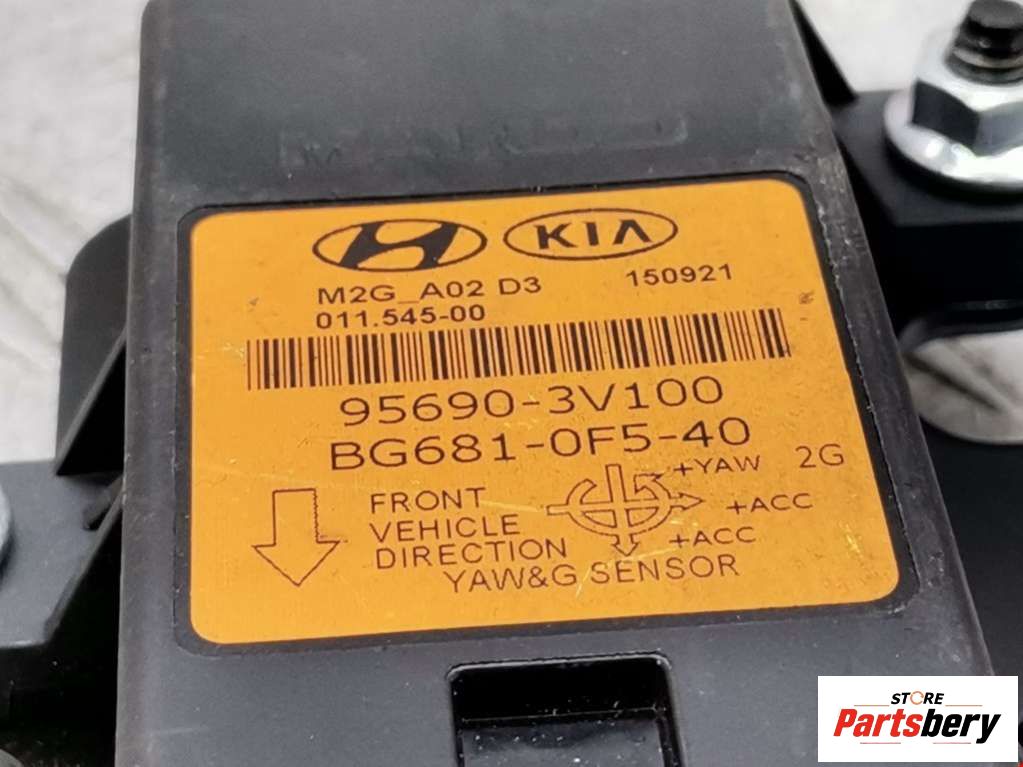 KIA
M2G_A02 D3 150921
011.545-00
95690-3V100
BG681-0F5-40
+YAW 2G
FRONT
VEHICLE
DIRECTION
+ACC
+ACC
YAW&G SENSOR
STORE
Partsbery